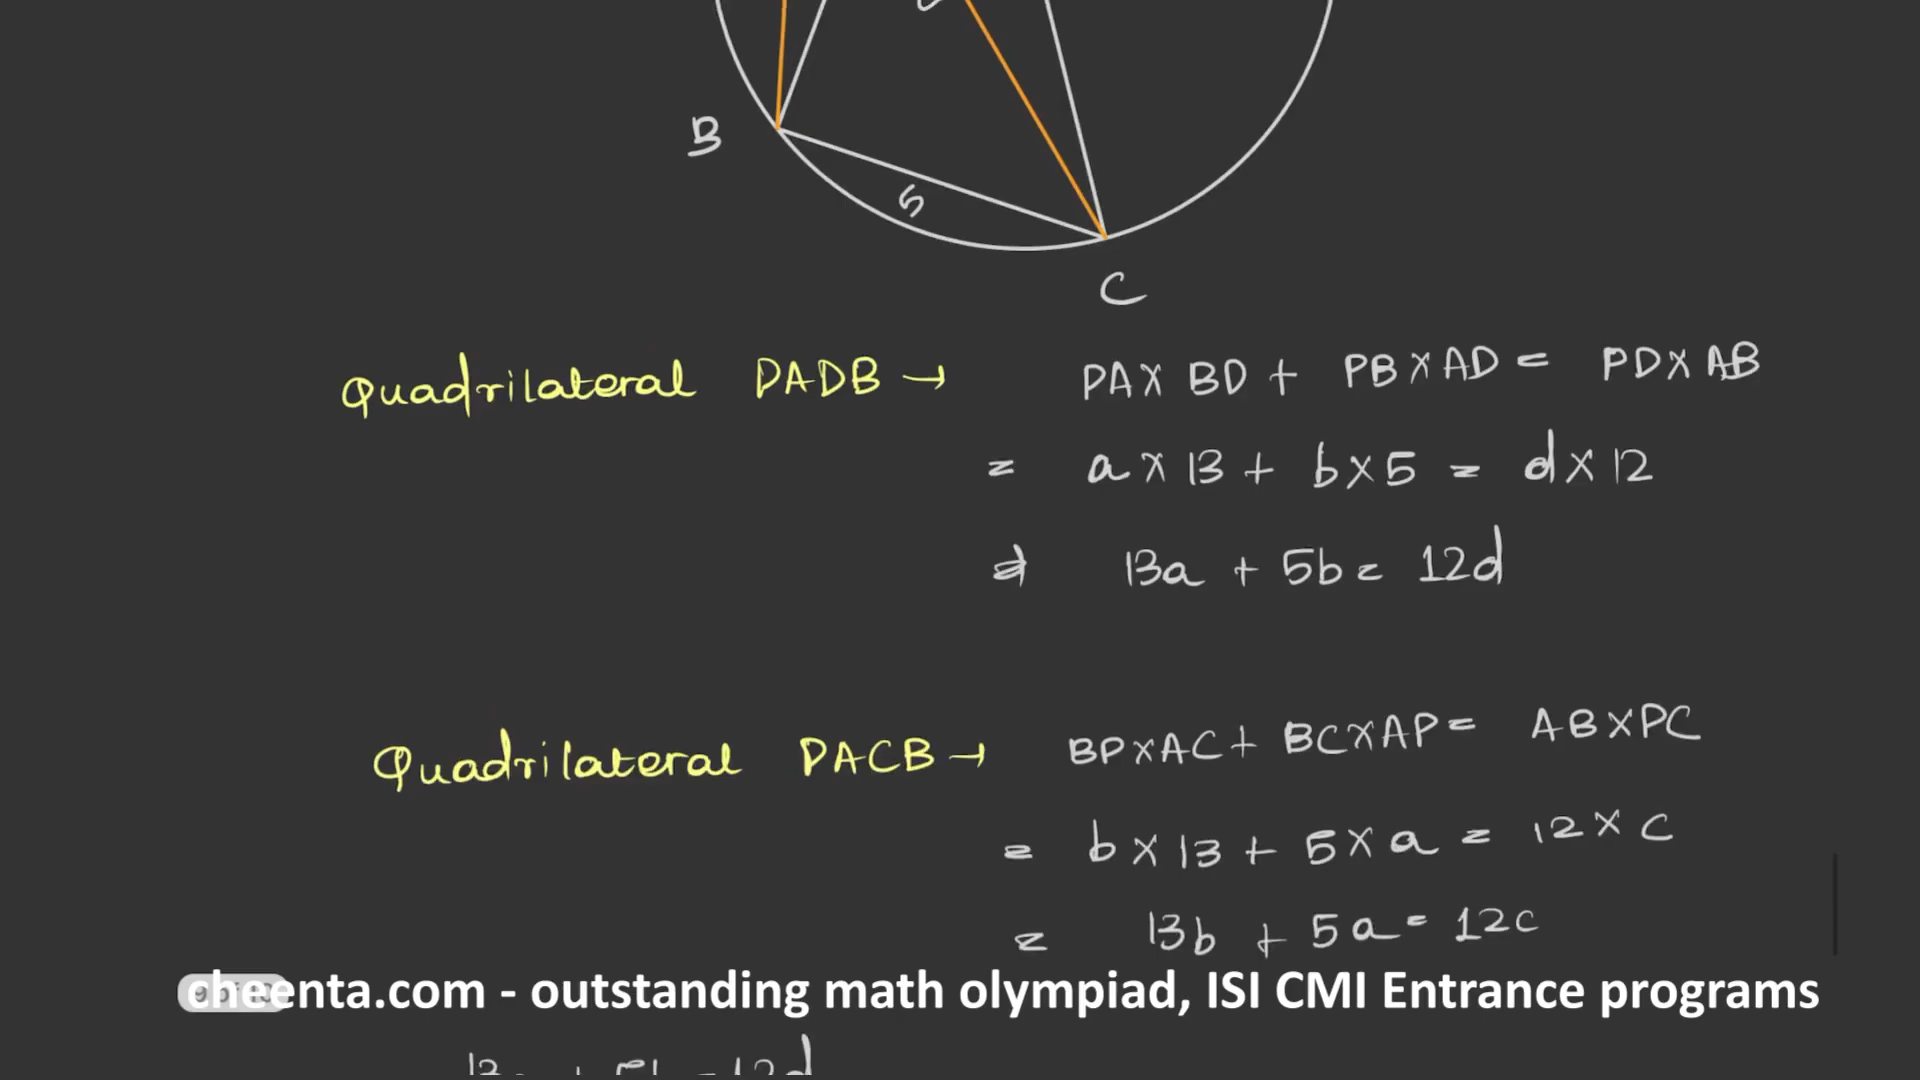 B
5
C
Quadrilateral PADB → PA × BD + PB × AD = PD × AB
= a × 13 + b × 5 = d × 12
⇒ 13a + 5b = 12d
Quadrilateral PACB → BP × AC + BC × AP = AB × PC
= b × 13 + 5 × a = 12 × c
= 13b + 5a = 12c
cheenta.com - outstanding math olympiad, ISI CMI Entrance programs